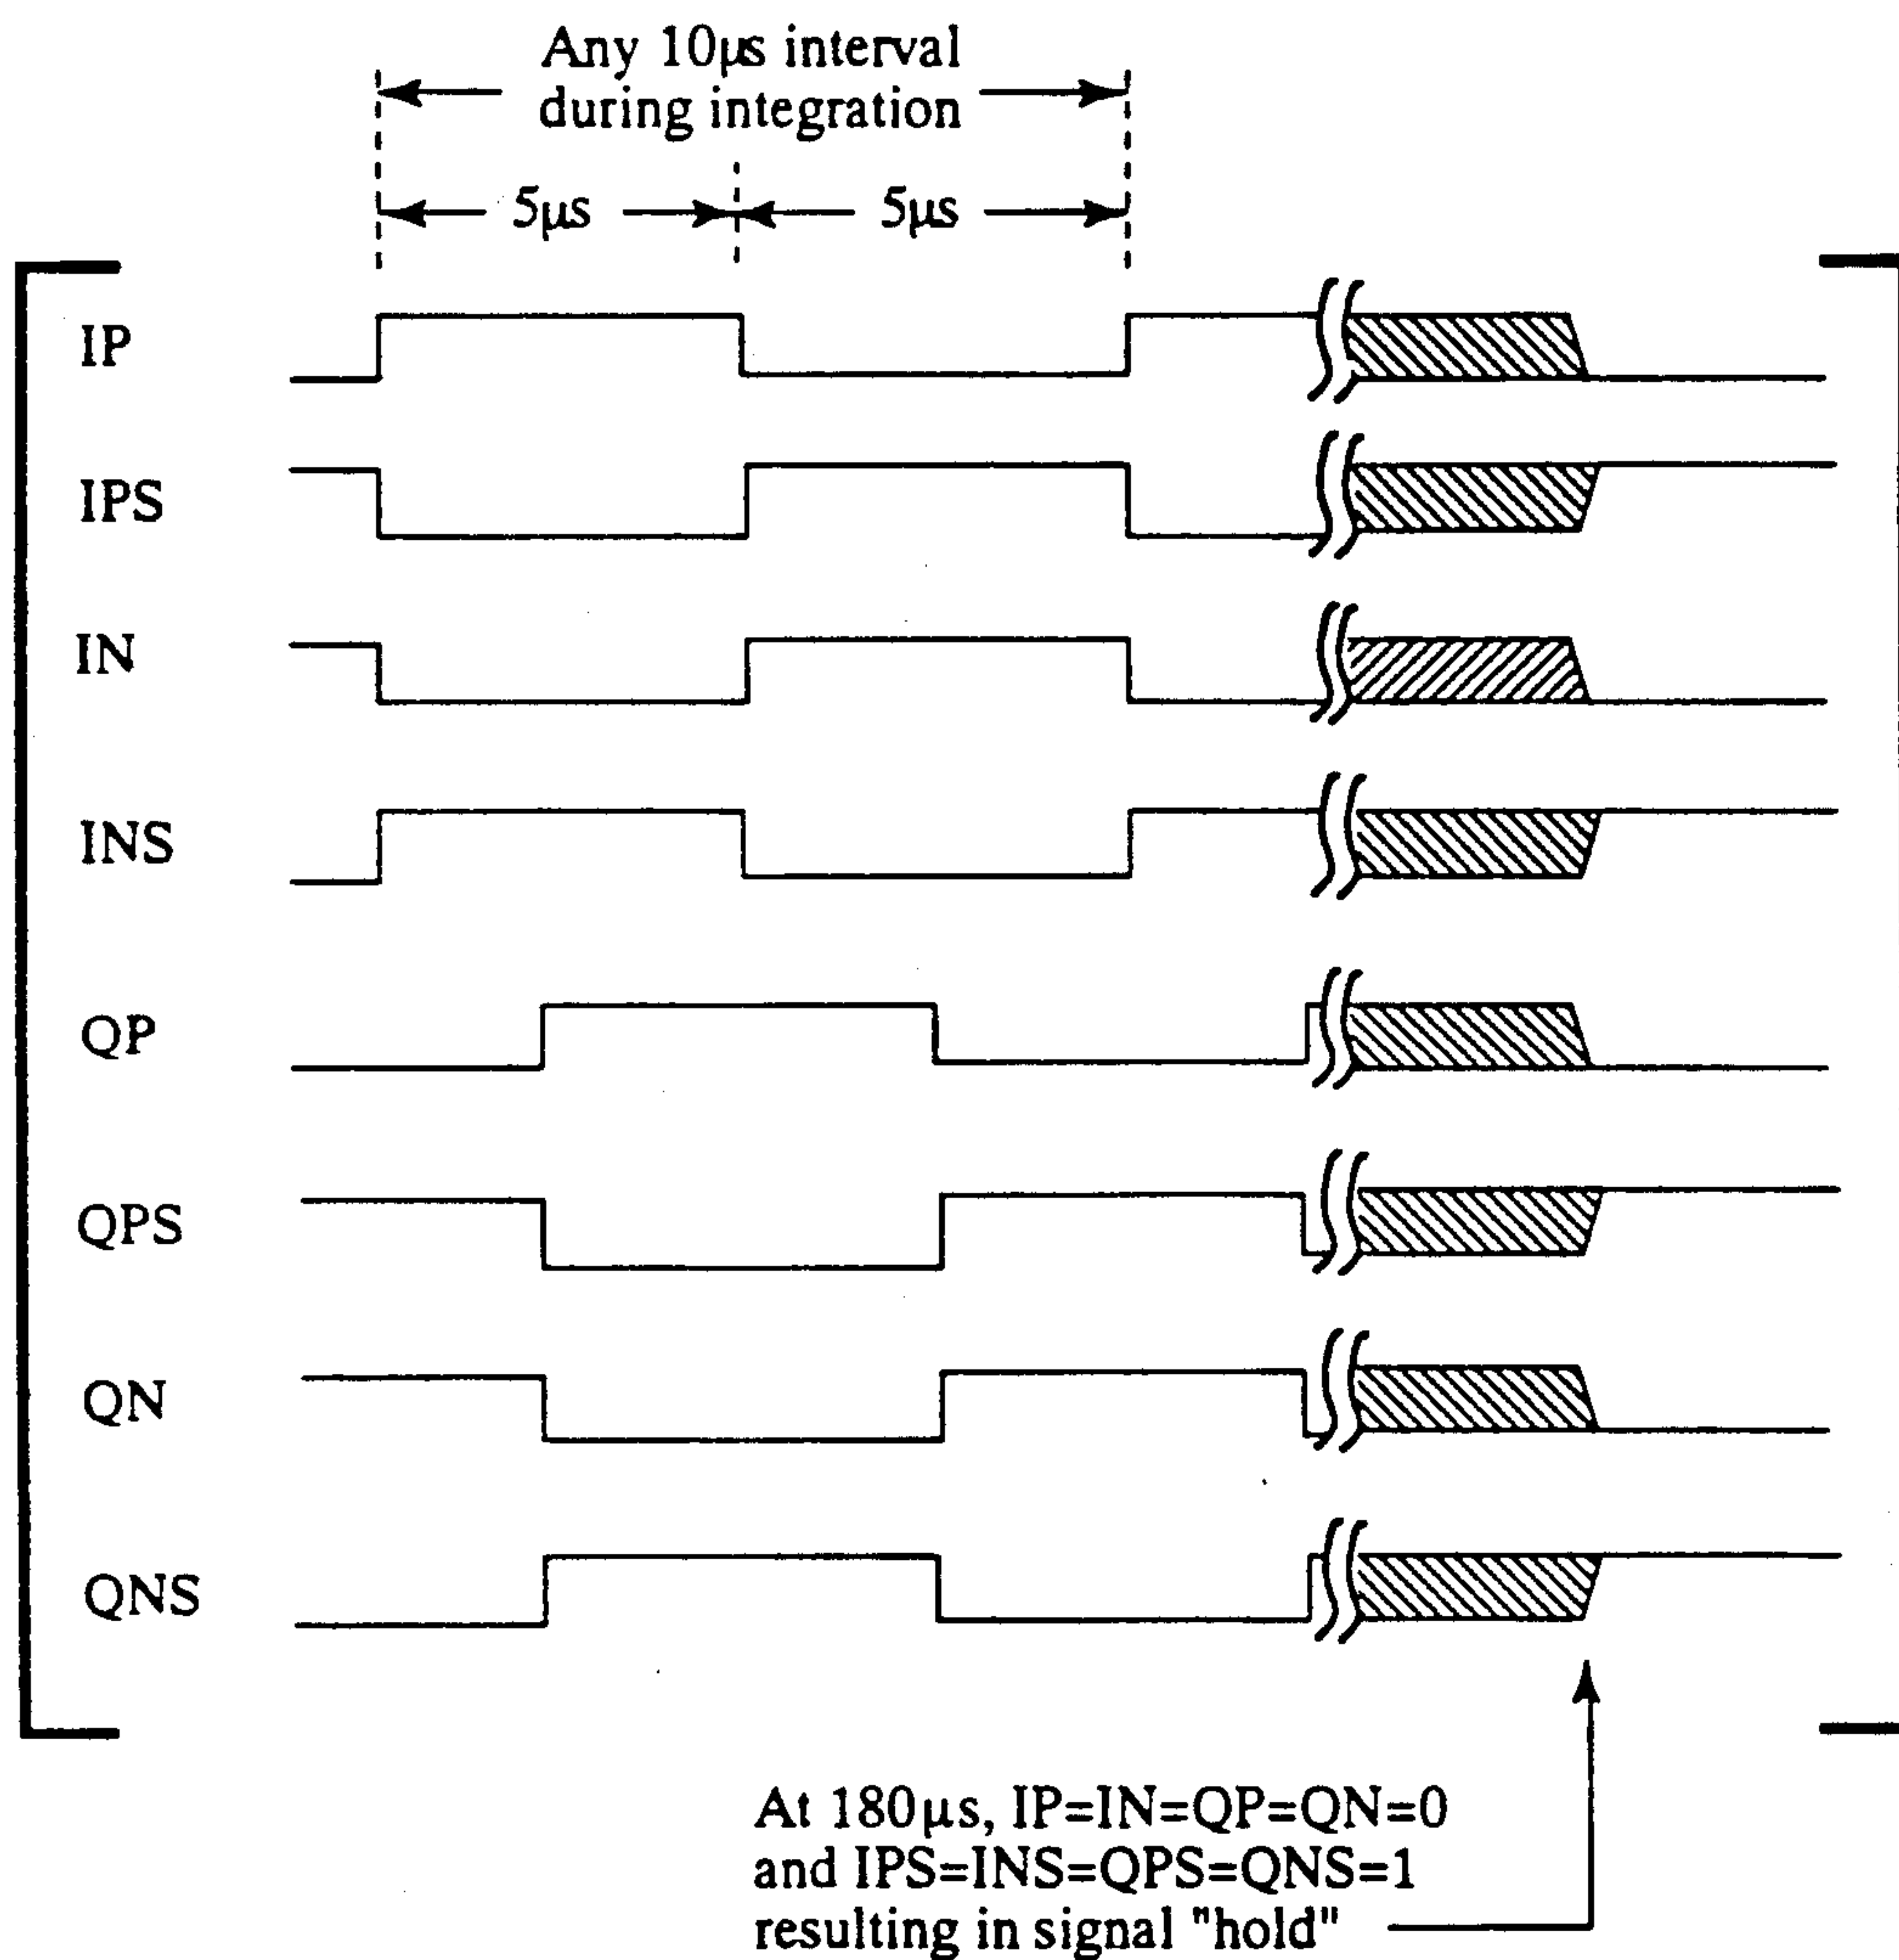 Any 10µs interval
during integration
5µs
5µs
IP
IPS
IN
INS
QP
QPS
QN
QNS
At 180µs, IP=IN=QP=QN=0
and IPS=INS=QPS=QNS=1
resulting in signal "hold"